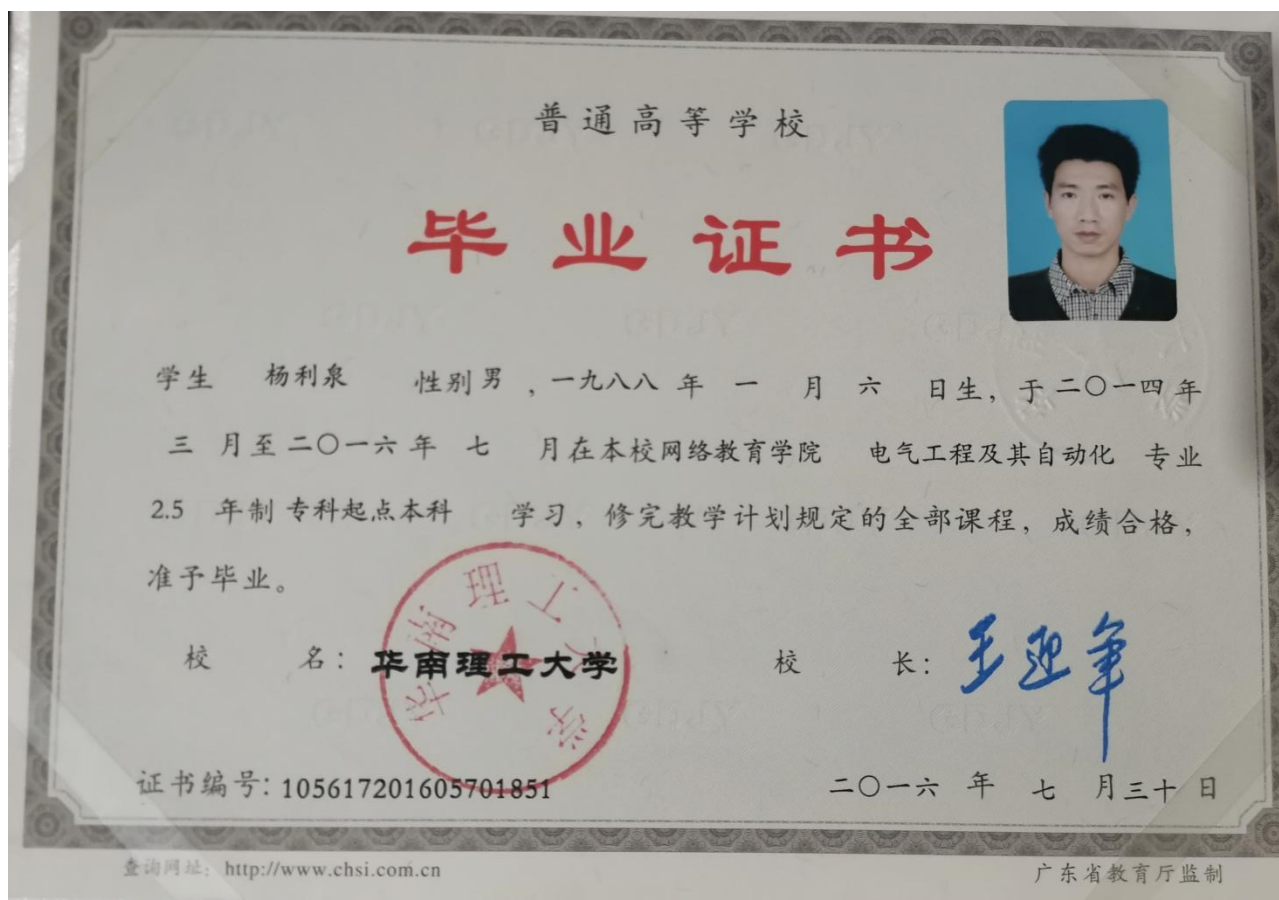 普通高等学校
毕业证书
学生 杨利泉 性别 男 ,一九八八 年 一 月 六 日生, 于 二〇一四 年
三 月至 二〇一六 年 七 月在本校网络教育学院 电气工程及其自动化 专业
2.5 年制 专科起点本科 学习, 修完教学计划规定的全部课程, 成绩合格,
准予毕业。
华南理工大学
校 名: 华南理工大学 校 长: 王迎军
证书编号: 105617201605701851 二〇一六 年 七 月 三十 日
查询网址: http://www.chsi.com.cn 广东省教育厅监制